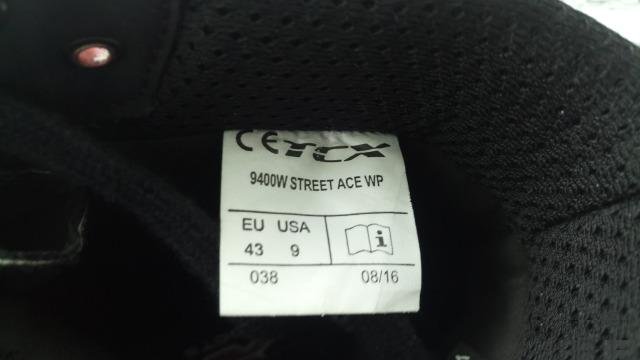 CE TCX
9400W STREET ACE WP
EU USA
43 9
i
038 08/16